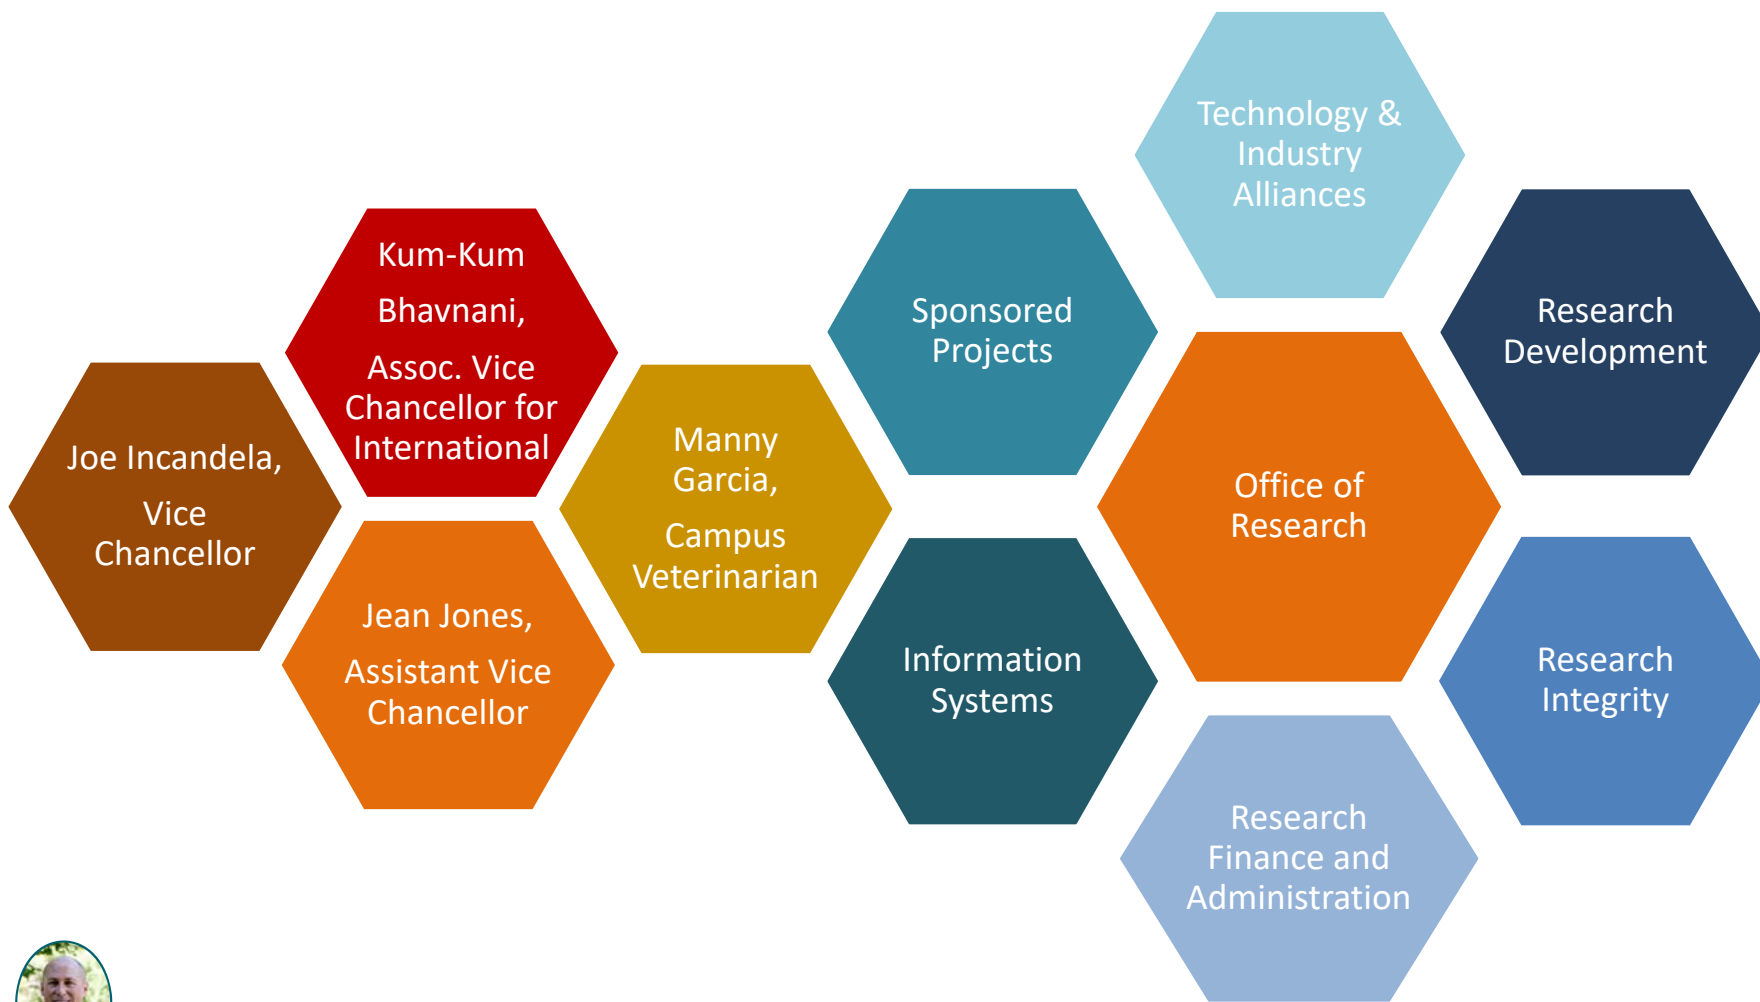 Joe Incandela,
Vice
Chancellor
Kum-Kum
Bhavnani,
Assoc. Vice
Chancellor for
International
Jean Jones,
Assistant Vice
Chancellor
Manny
Garcia,
Campus
Veterinarian
Sponsored
Projects
Information
Systems
Technology &
Industry
Alliances
Office of
Research
Research
Finance and
Administration
Research
Development
Research
Integrity